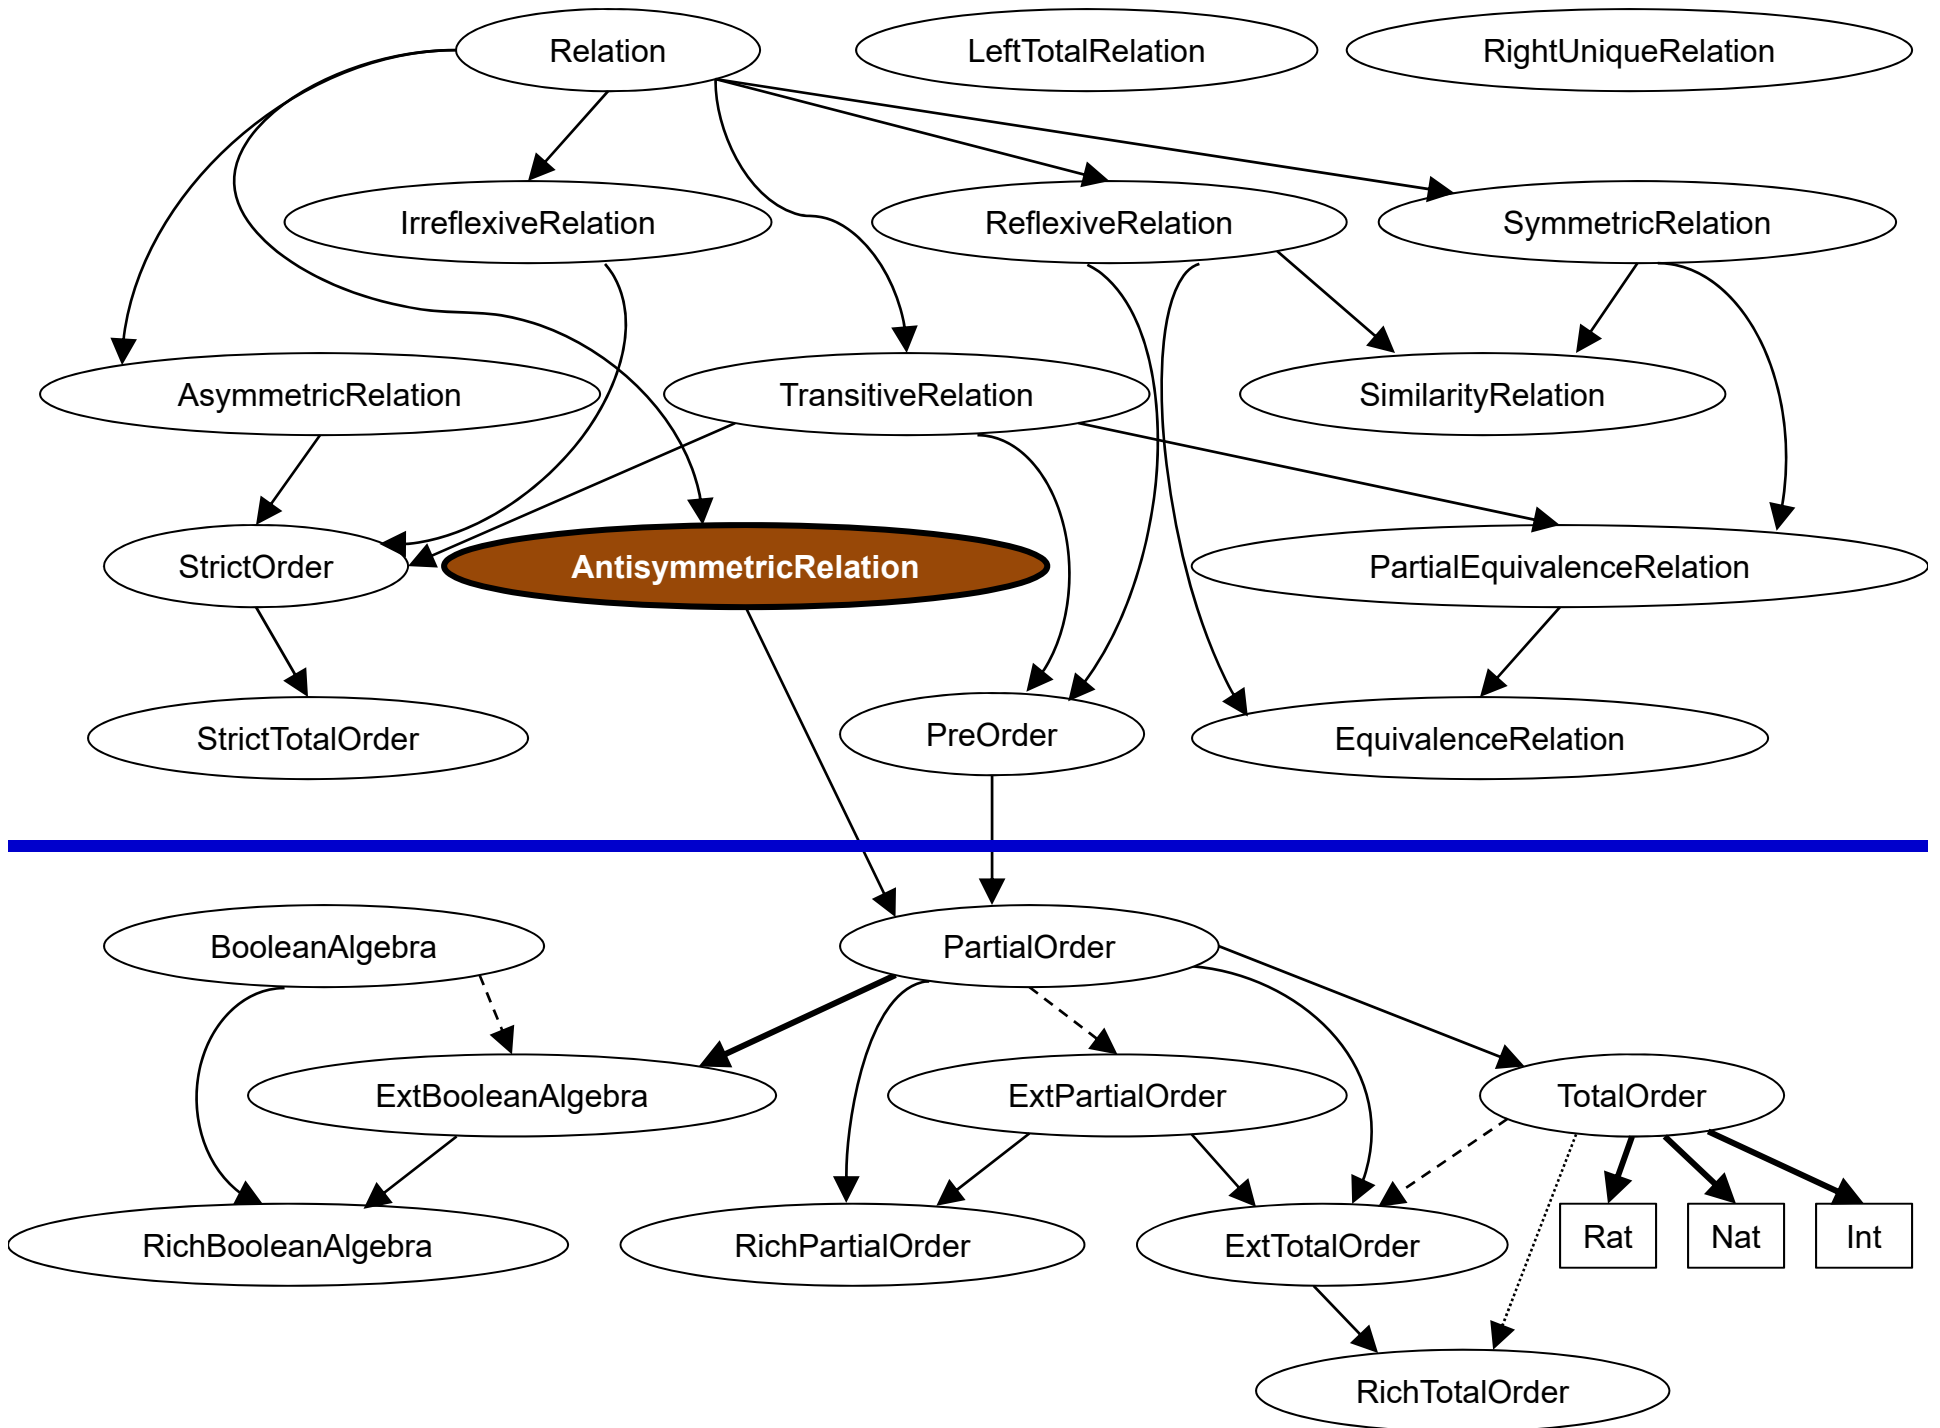 Relation
LeftTotalRelation
RightUniqueRelation
IrreflexiveRelation
ReflexiveRelation
SymmetricRelation
AsymmetricRelation
TransitiveRelation
SimilarityRelation
StrictOrder
AntisymmetricRelation
PartialEquivalenceRelation
StrictTotalOrder
PreOrder
EquivalenceRelation
BooleanAlgebra
PartialOrder
ExtBooleanAlgebra
ExtPartialOrder
TotalOrder
RichBooleanAlgebra
RichPartialOrder
ExtTotalOrder
Rat
Nat
Int
RichTotalOrder